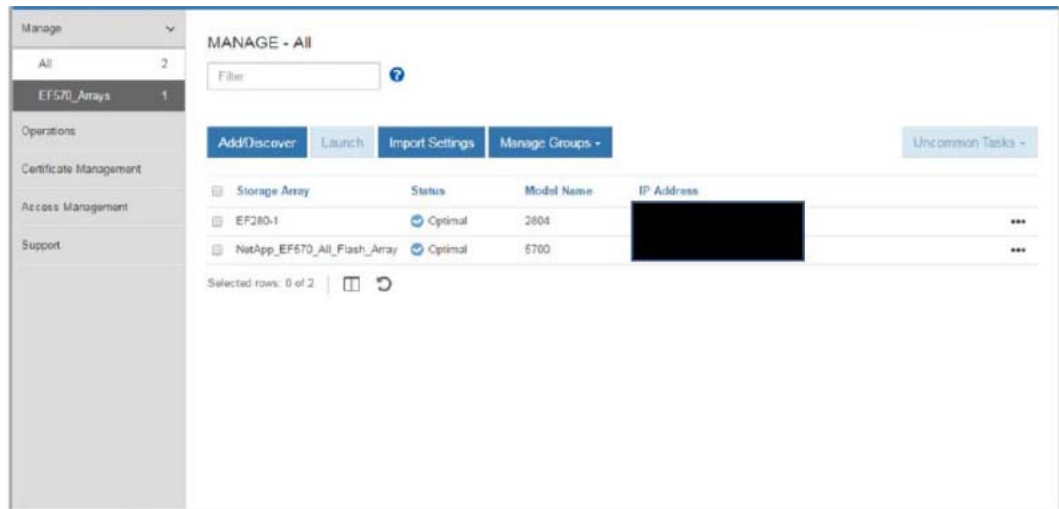 Manage
All 2
EF570_Arrays 1
Operations
Certificate Management
Access Management
Support
MANAGE - All
Filter
?
Add/Discover Launch Import Settings Manage Groups Uncommon Tasks
Storage Array Status Model Name IP Address
EF280-1 Optimal 2804 •••
NetApp_EF570_All_Flash_Array Optimal 5700 •••
Selected rows: 0 of 2